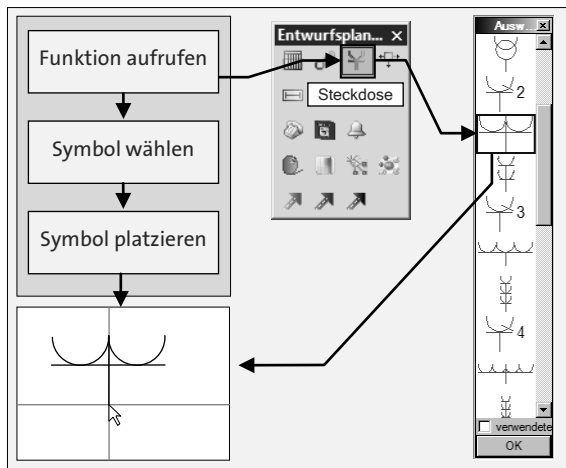 Funktion aufrufen
Symbol wählen
Symbol platzieren
Entwurfsplan... ×
Steckdose
Ausw...
2
3
4
verwendete
OK